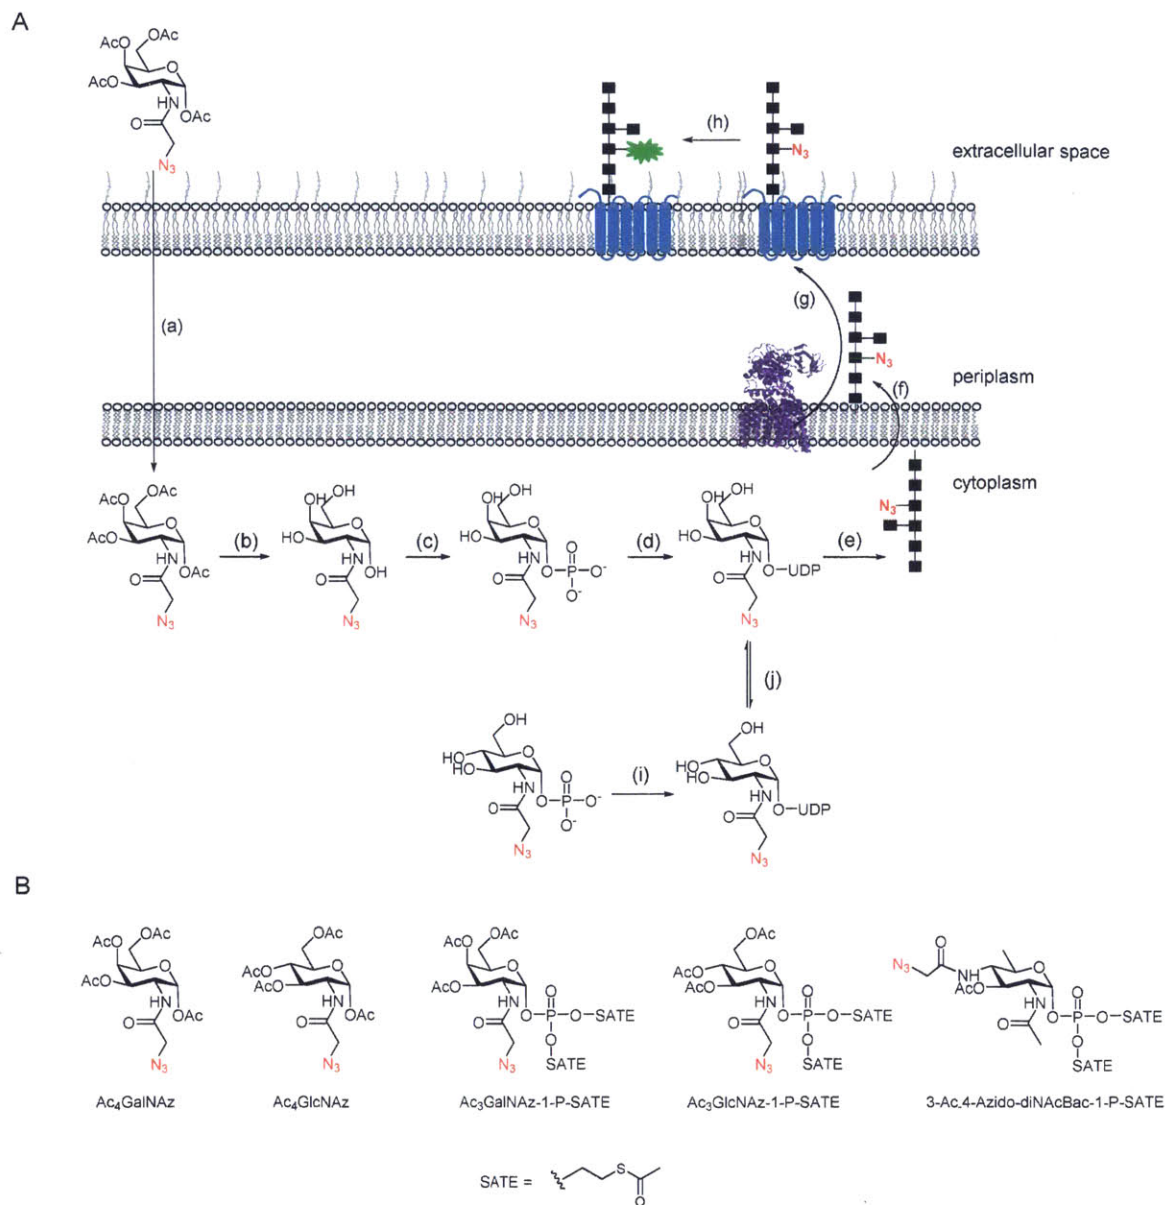 A
AcO
OAc
AcO
O
HN
OAc
O
N3
(h)
N3
extracellular space
(a)
(g)
N3
(f)
periplasm
cytoplasm
OAc
AcO
O
AcO
HN
OAc
O
N3
(b)
OH
OH
O
HO
HN
OH
O
N3
(c)
OH
OH
O
HO
HN
O
O
P
O-
O-
O
N3
(d)
OH
OH
O
HO
HN
O-UDP
O
N3
(e)
N3
(j)
OH
HO
HO
O
HN
O
O
P
O-
O-
O
N3
(i)
OH
HO
HO
O
HN
O-UDP
O
N3
B
AcO
OAc
O
AcO
HN
OAc
O
N3
OAc
AcO
AcO
O
HN
OAc
O
N3
AcO
OAc
O
AcO
HN
O
O
P
O-SATE
O
SATE
O
N3
OAc
AcO
AcO
O
HN
O
O
P
O-SATE
O
SATE
O
N3
N3
O
NH
AcO
O
HN
O
O
P
O-SATE
O
SATE
O
Ac4GalNAz
Ac4GlcNAz
Ac3GalNAz-1-P-SATE
Ac3GlcNAz-1-P-SATE
3-Ac,4-Azido-diNAcBac-1-P-SATE
SATE =
S
O